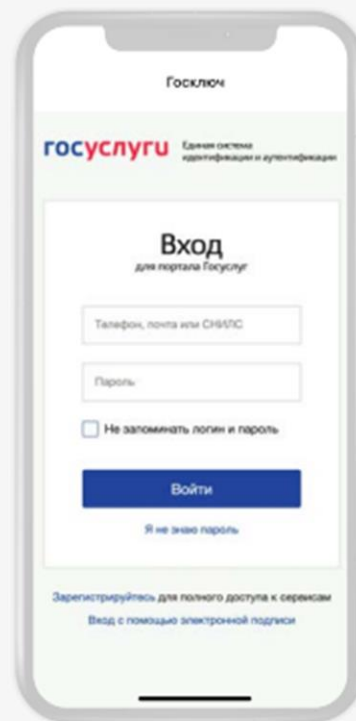 Госключ
госуслуги
Единая система
идентификации и аутентификации
Вход
для портала Госуслуг
Телефон, почта или СНИЛС
Пароль
Не запоминать логин и пароль
Войти
Я не знаю пароль
Зарегистрируйтесь для полного доступа к сервисам
Вход с помощью электронной подписи